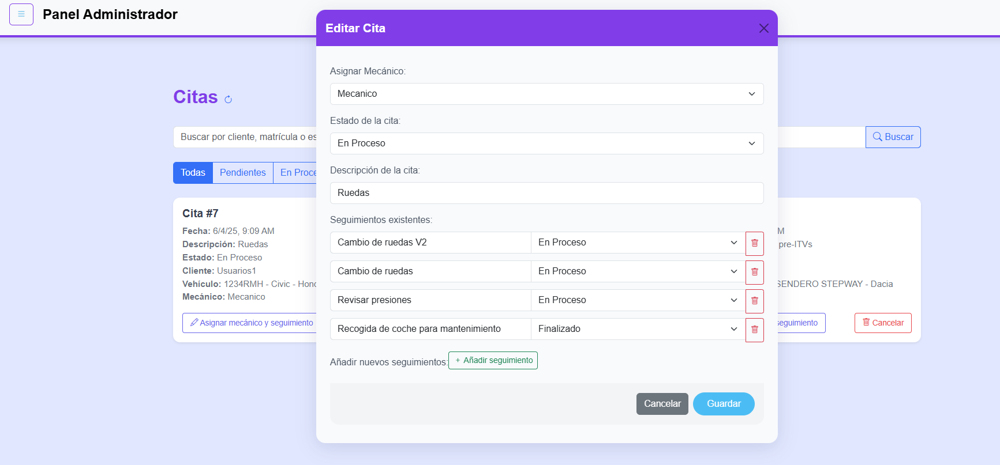 Panel Administrador
Editar Cita
Asignar Mecánico:
Mecanico
Estado de la cita:
En Proceso
Descripción de la cita:
Ruedas
Seguimientos existentes:
Cambio de ruedas V2 En Proceso
Cambio de ruedas En Proceso
Revisar presiones En Proceso
Recogida de coche para mantenimiento Finalizado
Añadir nuevos seguimientos: + Añadir seguimiento
Cancelar Guardar
Citas
Buscar por cliente, matrícula o es
Buscar
Todas Pendientes En Proce
Cita #7
Fecha: 6/4/25, 9:09 AM
Descripción: Ruedas
Estado: En Proceso
Cliente: Usuarios1
Vehículo: 1234RMH - Civic - Hond
Mecánico: Mecanico
Asignar mecánico y seguimiento
M
pre-ITVs
SENDERO STEPWAY - Dacia
seguimiento Cancelar